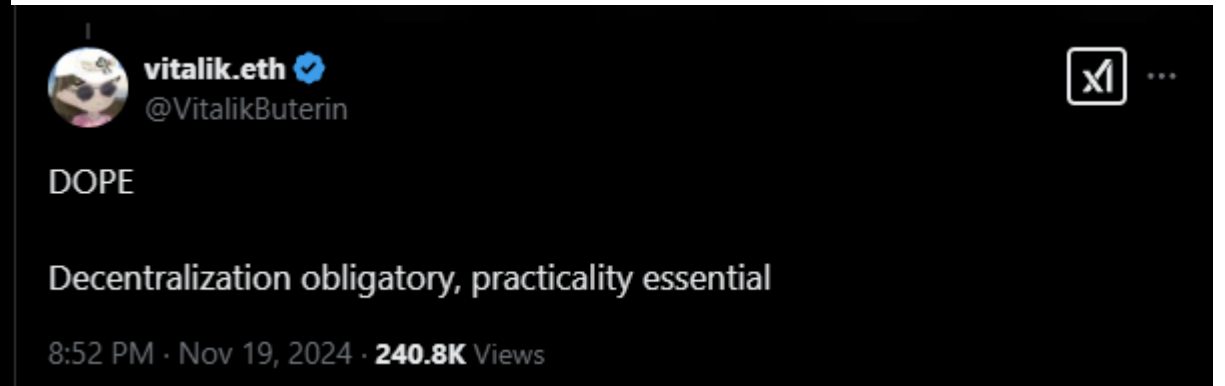 vitalik.eth
@VitalikButerin
DOPE
Decentralization obligatory, practicality essential
8:52 PM · Nov 19, 2024 · 240.8K Views